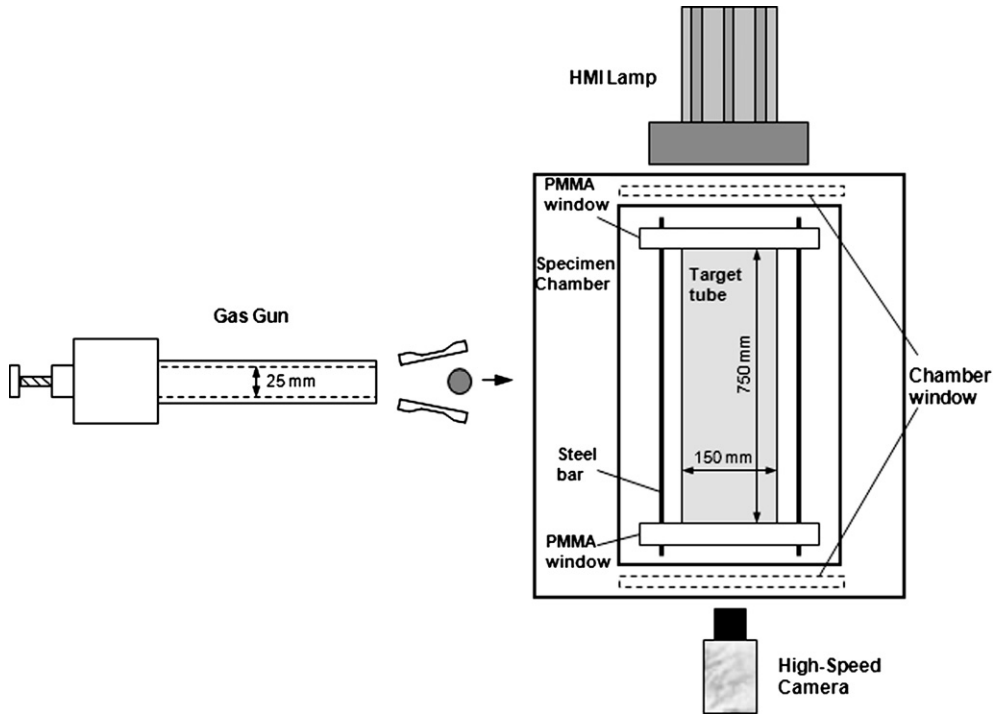 HMI Lamp
PMMA
window
Specimen
Chamber
Target
tube
Gas Gun
25 mm
750 mm
Chamber
window
150 mm
Steel
bar
PMMA
window
High-Speed
Camera